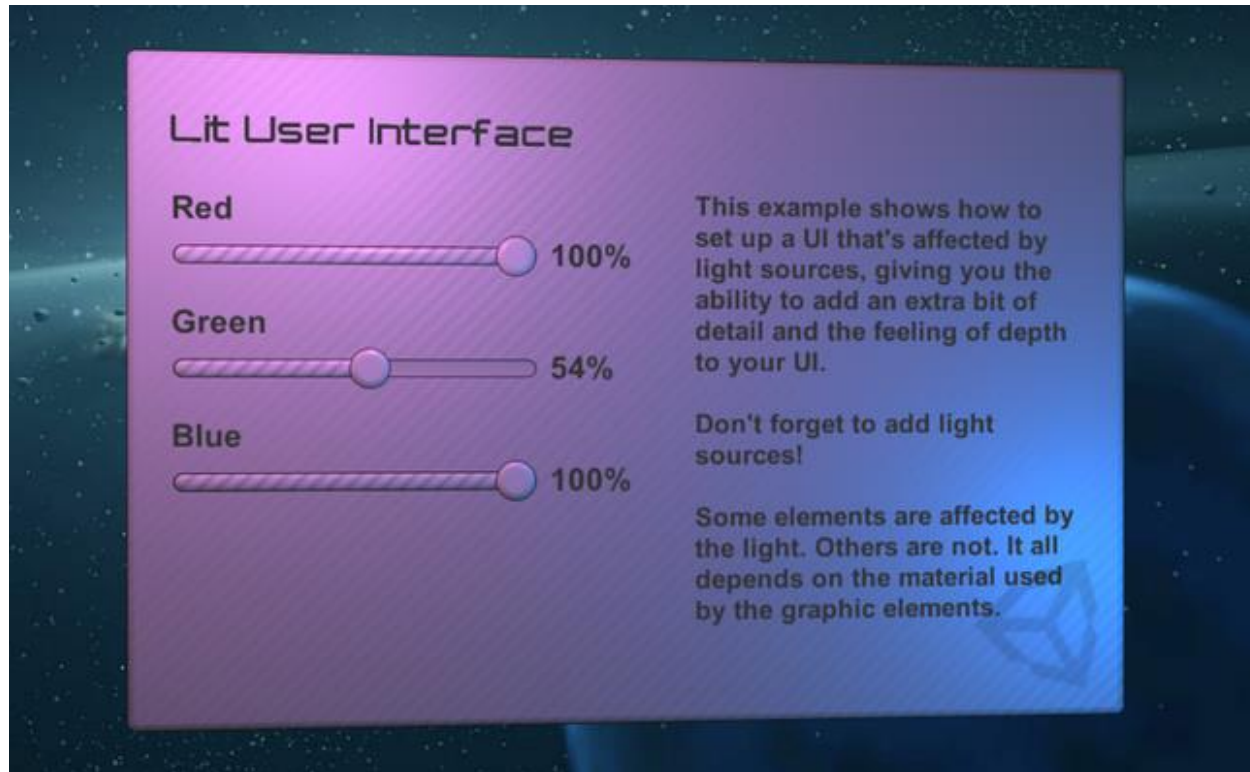 Lit User Interface
Red
100%
Green
54%
Blue
100%
This example shows how to
set up a UI that's affected by
light sources, giving you the
ability to add an extra bit of
detail and the feeling of depth
to your UI.
Don't forget to add light
sources!
Some elements are affected by
the light. Others are not. It all
depends on the material used
by the graphic elements.